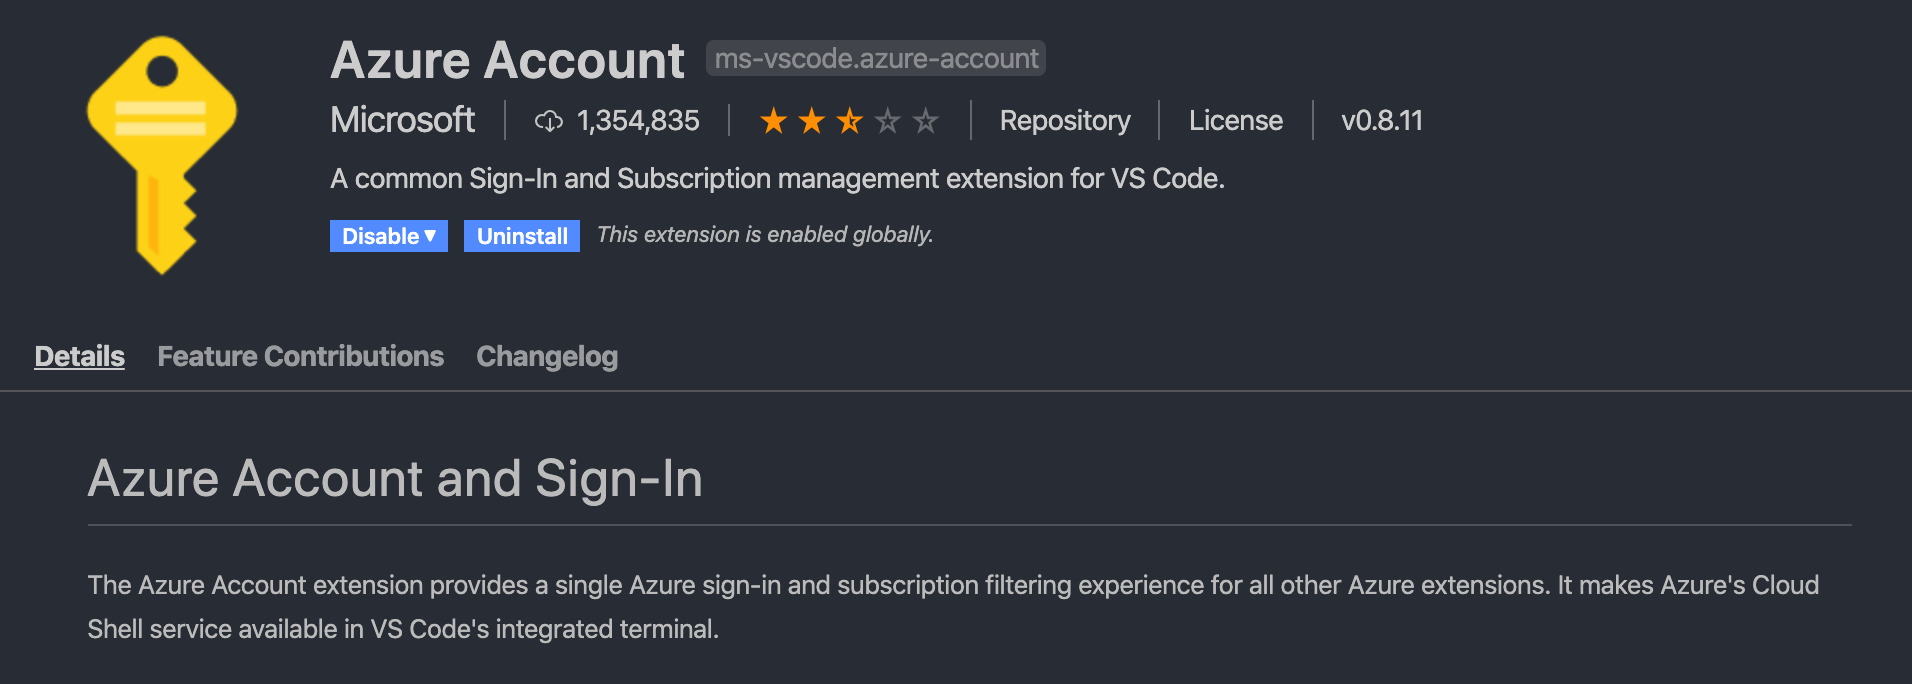 Azure Account ms-vscode.azure-account
Microsoft 1,354,835 Repository License v0.8.11
A common Sign-In and Subscription management extension for VS Code.
Disable ▼ Uninstall This extension is enabled globally.
Details Feature Contributions Changelog
Azure Account and Sign-In
The Azure Account extension provides a single Azure sign-in and subscription filtering experience for all other Azure extensions. It makes Azure's Cloud
Shell service available in VS Code's integrated terminal.